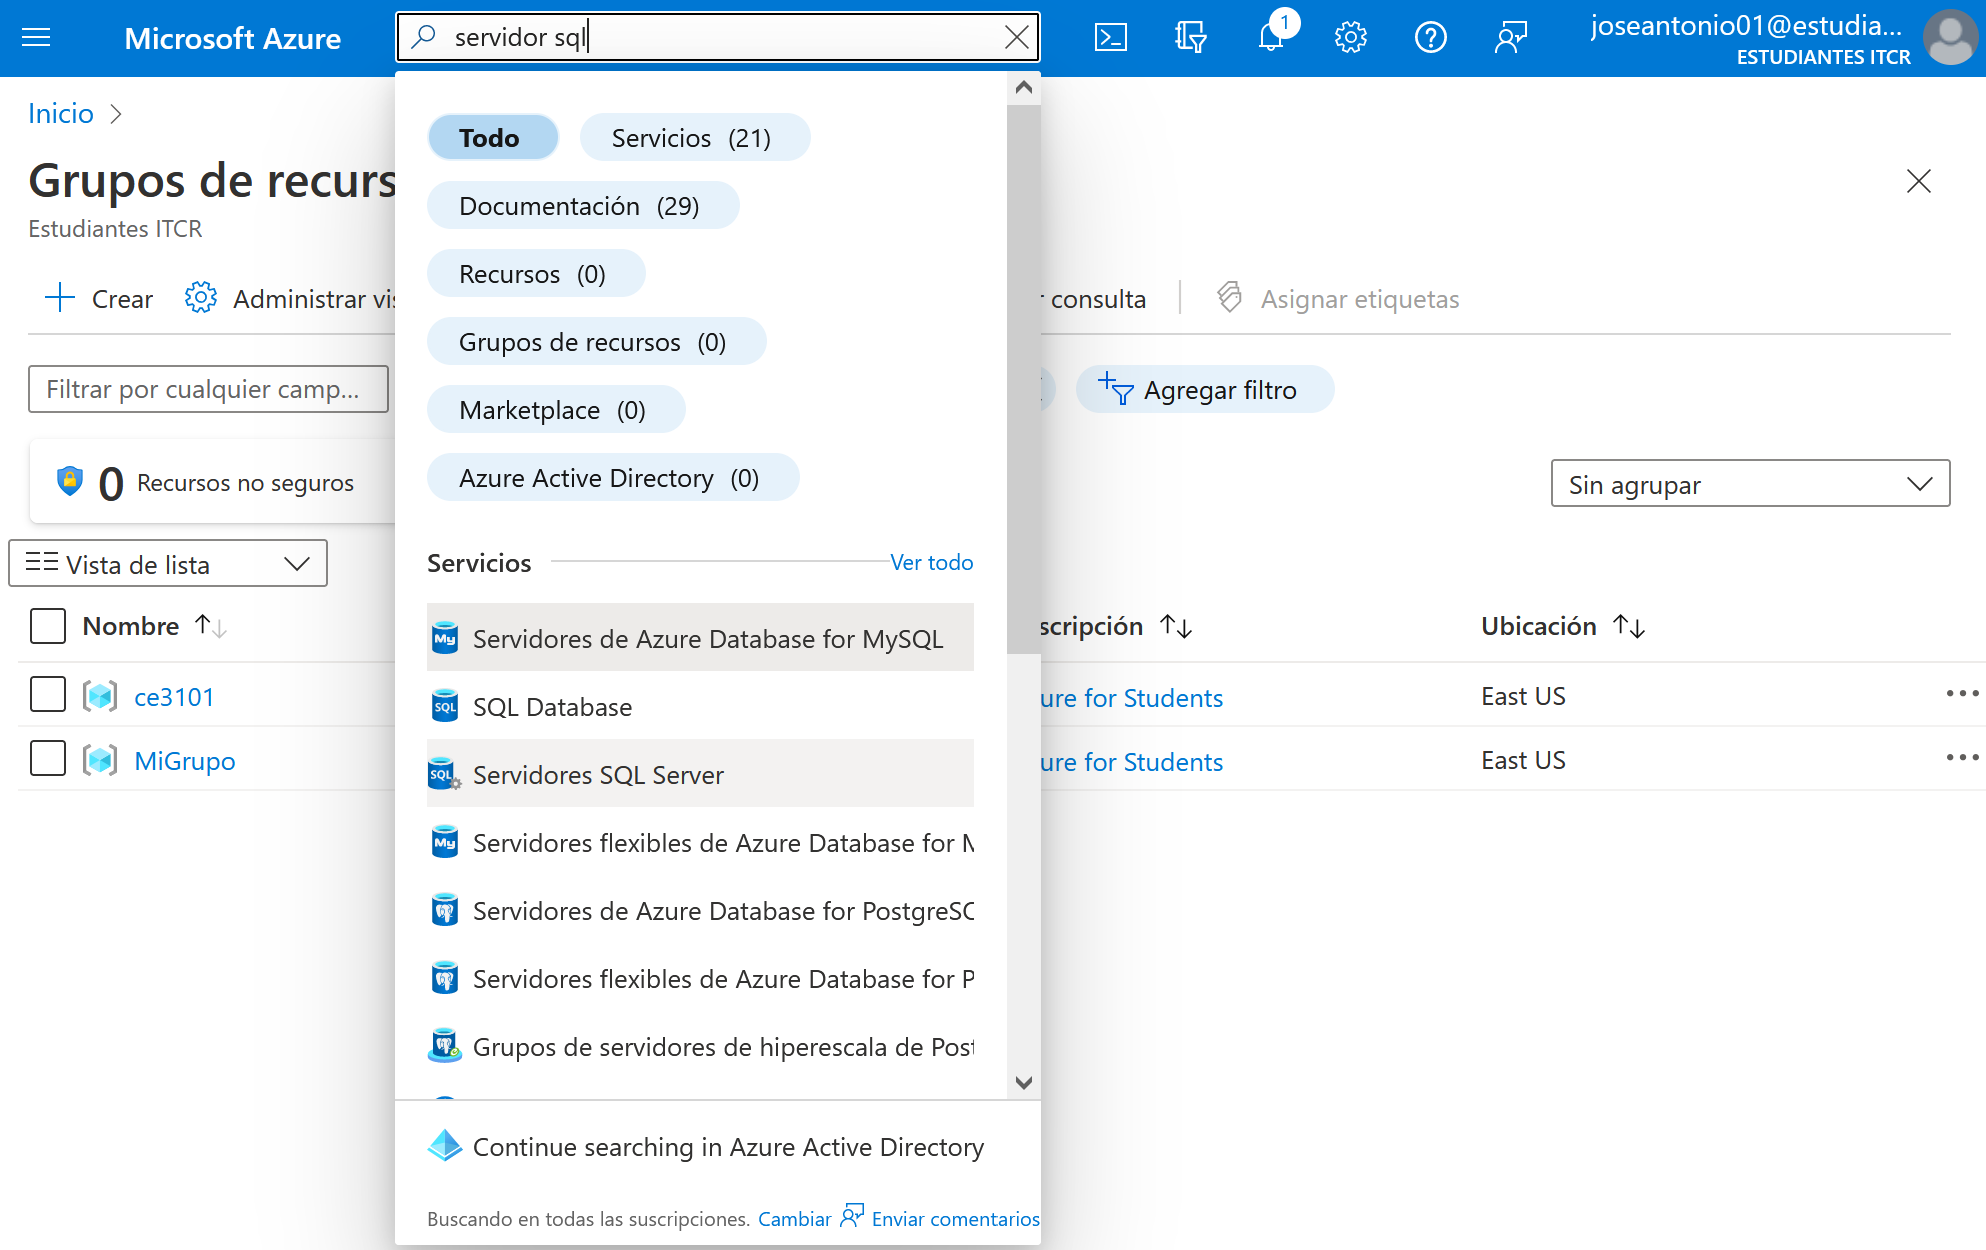 Microsoft Azure
servidor sql
1
joseantonio01@estudia...
ESTUDIANTES ITCR
Inicio
Grupos de recurs
Estudiantes ITCR
Crear
Administrar vis
r consulta
Asignar etiquetas
Filtrar por cualquier camp...
Agregar filtro
0 Recursos no seguros
Sin agrupar
Vista de lista
Nombre
scripción
Ubicación
ce3101
ure for Students
East US
MiGrupo
ure for Students
East US
Todo
Servicios (21)
Documentación (29)
Recursos (0)
Grupos de recursos (0)
Marketplace (0)
Azure Active Directory (0)
Servicios
Ver todo
My Servidores de Azure Database for MySQL
SQL SQL Database
SQL Servidores SQL Server
My Servidores flexibles de Azure Database for M
Servidores de Azure Database for PostgreSQ
Servidores flexibles de Azure Database for P
Grupos de servidores de hiperescala de Post
Continue searching in Azure Active Directory
Buscando en todas las suscripciones. Cambiar Enviar comentarios